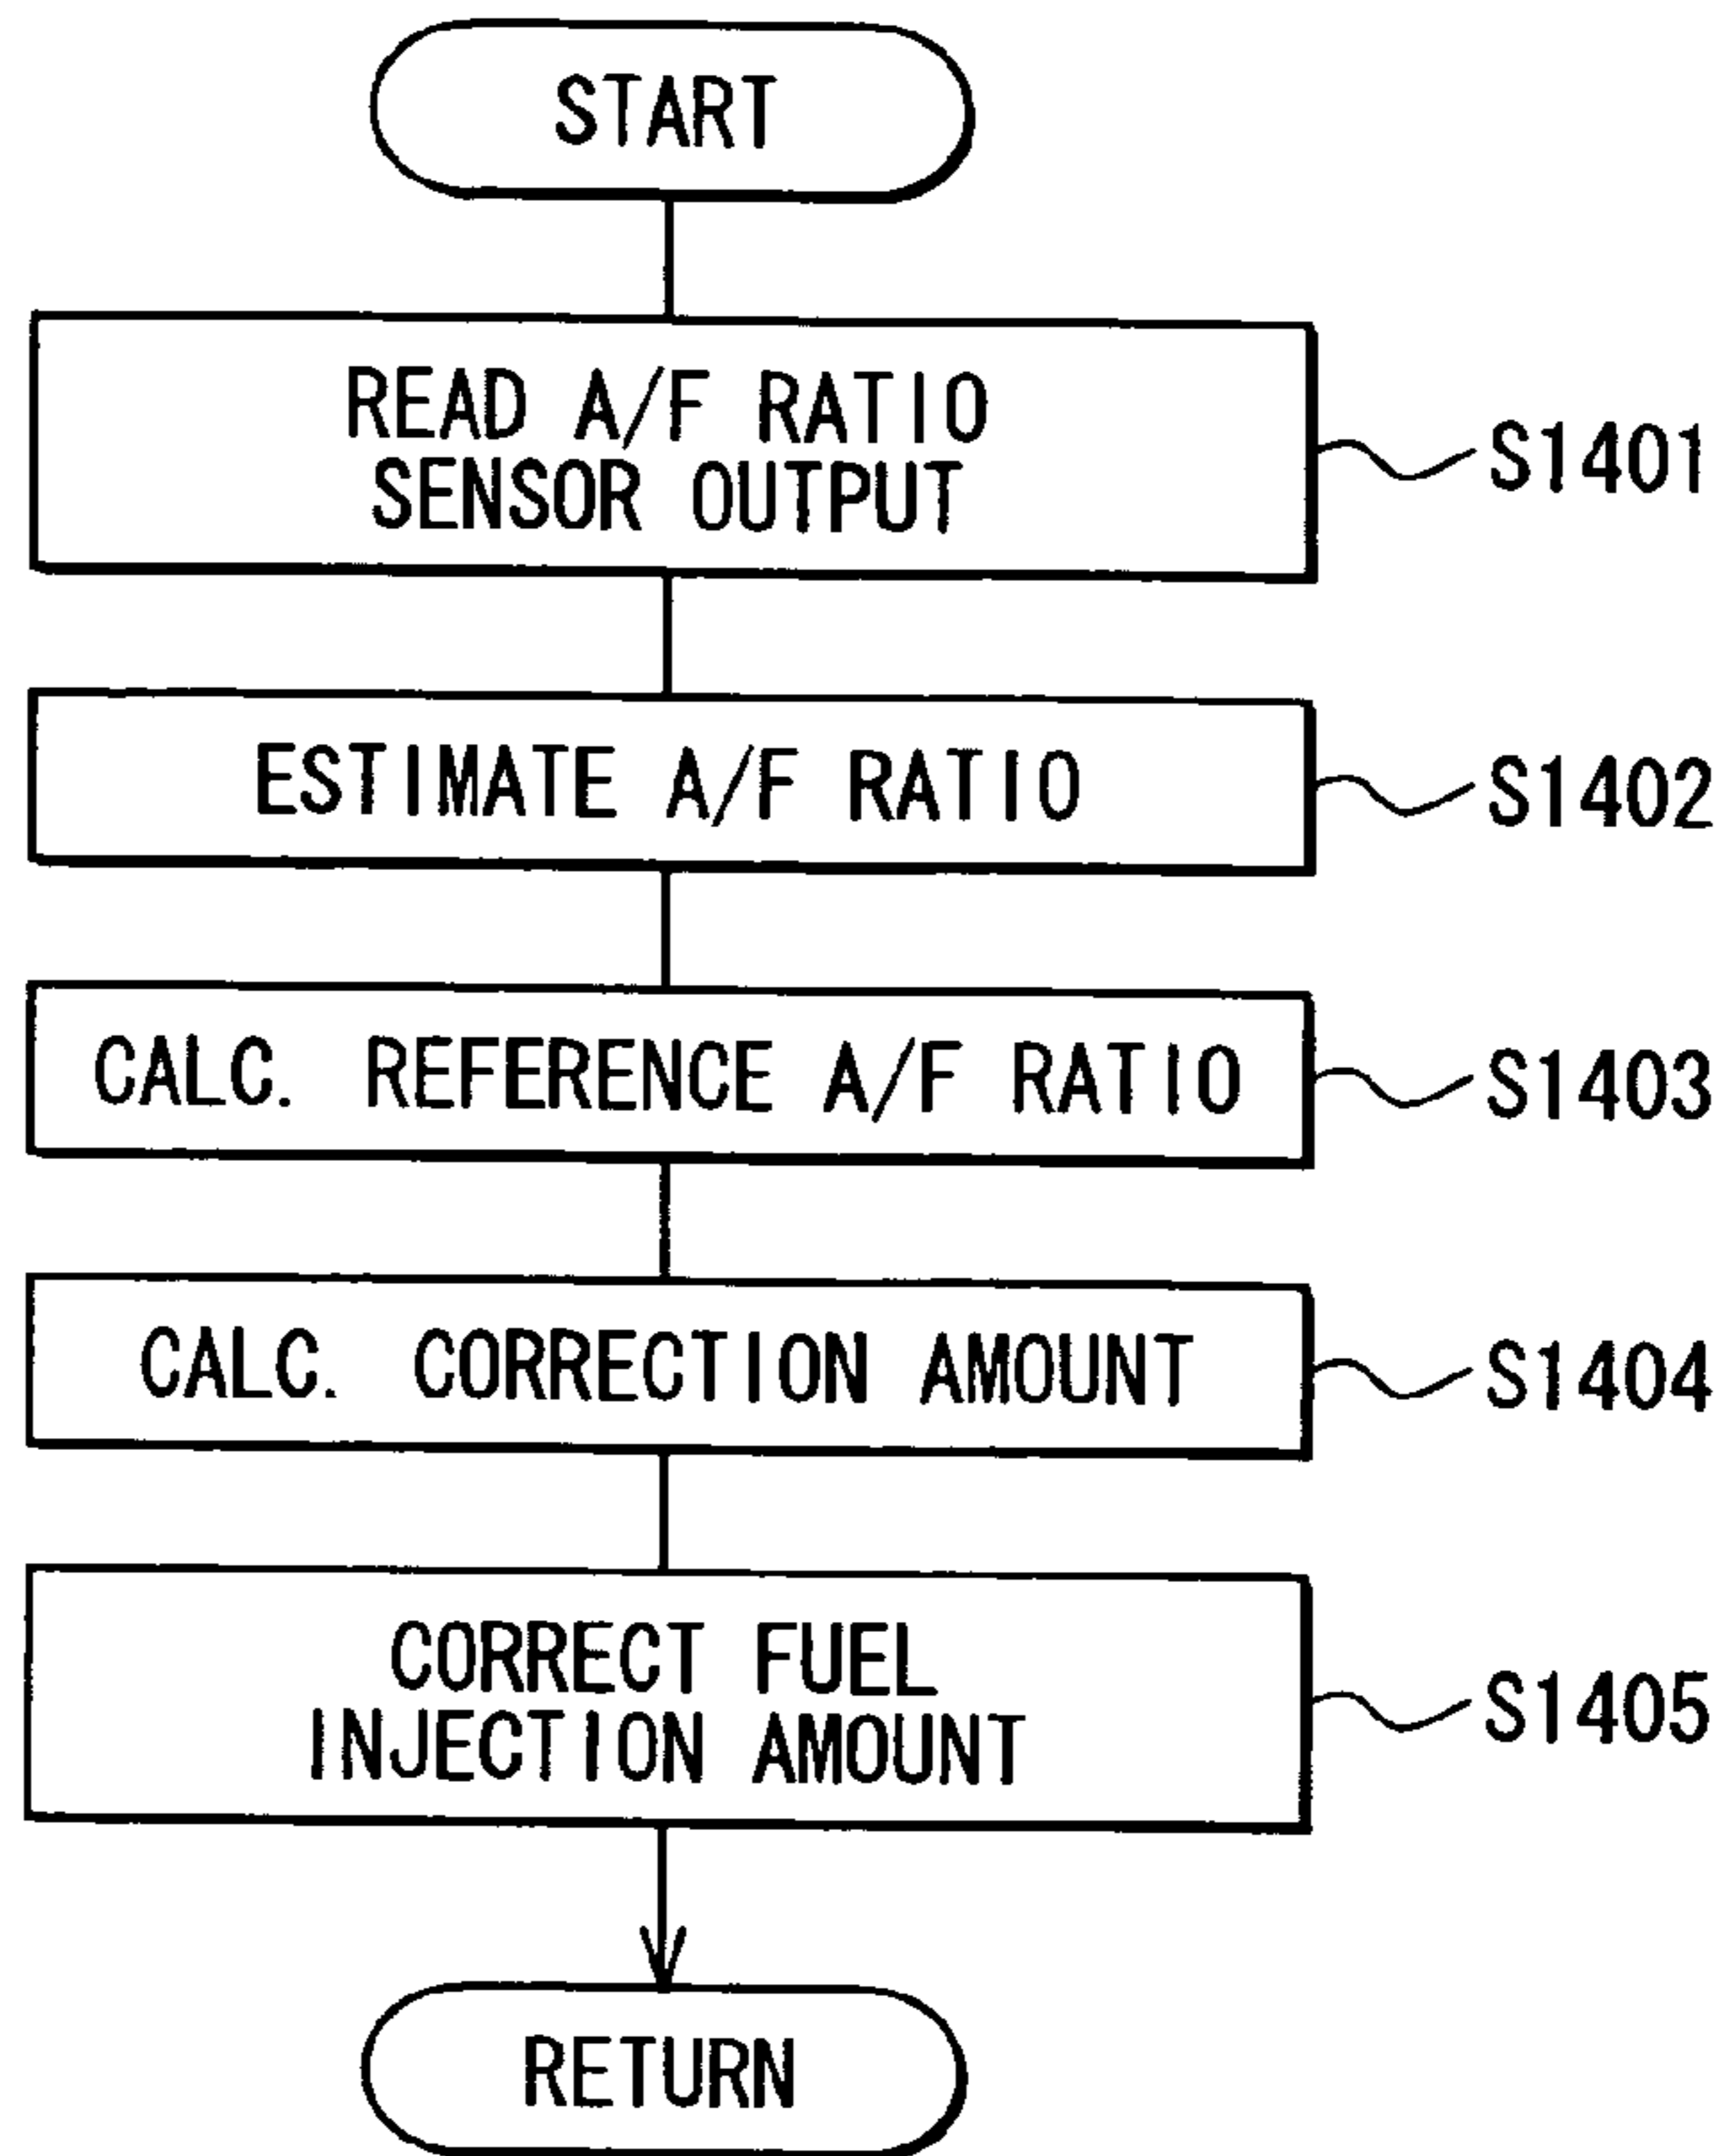 START
READ A/F RATIO
SENSOR OUTPUT
S1401
ESTIMATE A/F RATIO
S1402
CALC. REFERENCE A/F RATIO
S1403
CALC. CORRECTION AMOUNT
S1404
CORRECT FUEL
INJECTION AMOUNT
S1405
RETURN